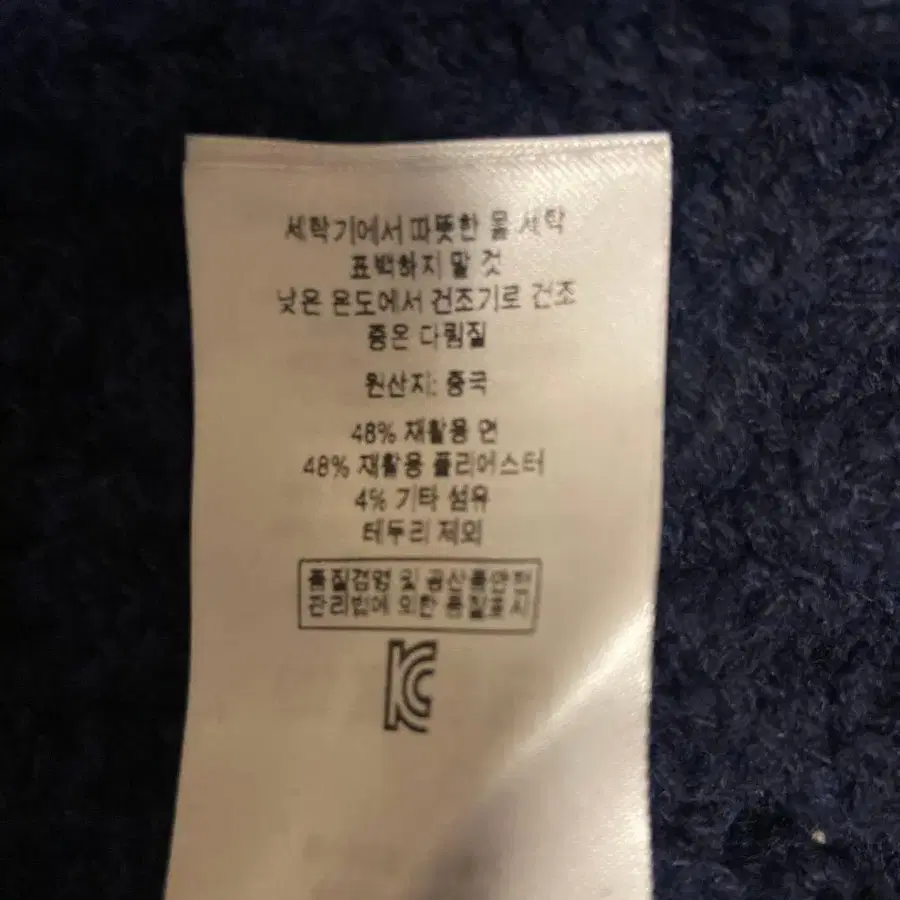 세탁기에서 따뜻한 물 세탁
표백하지 말 것
낮은 온도에서 건조기로 건조
중온 다림질
원산지: 중국
48% 재활용 면
48% 재활용 폴리에스터
4% 기타 섬유
테두리 제외
품질경영 및 공산품안전
관리법에 의한 품질표시
KC